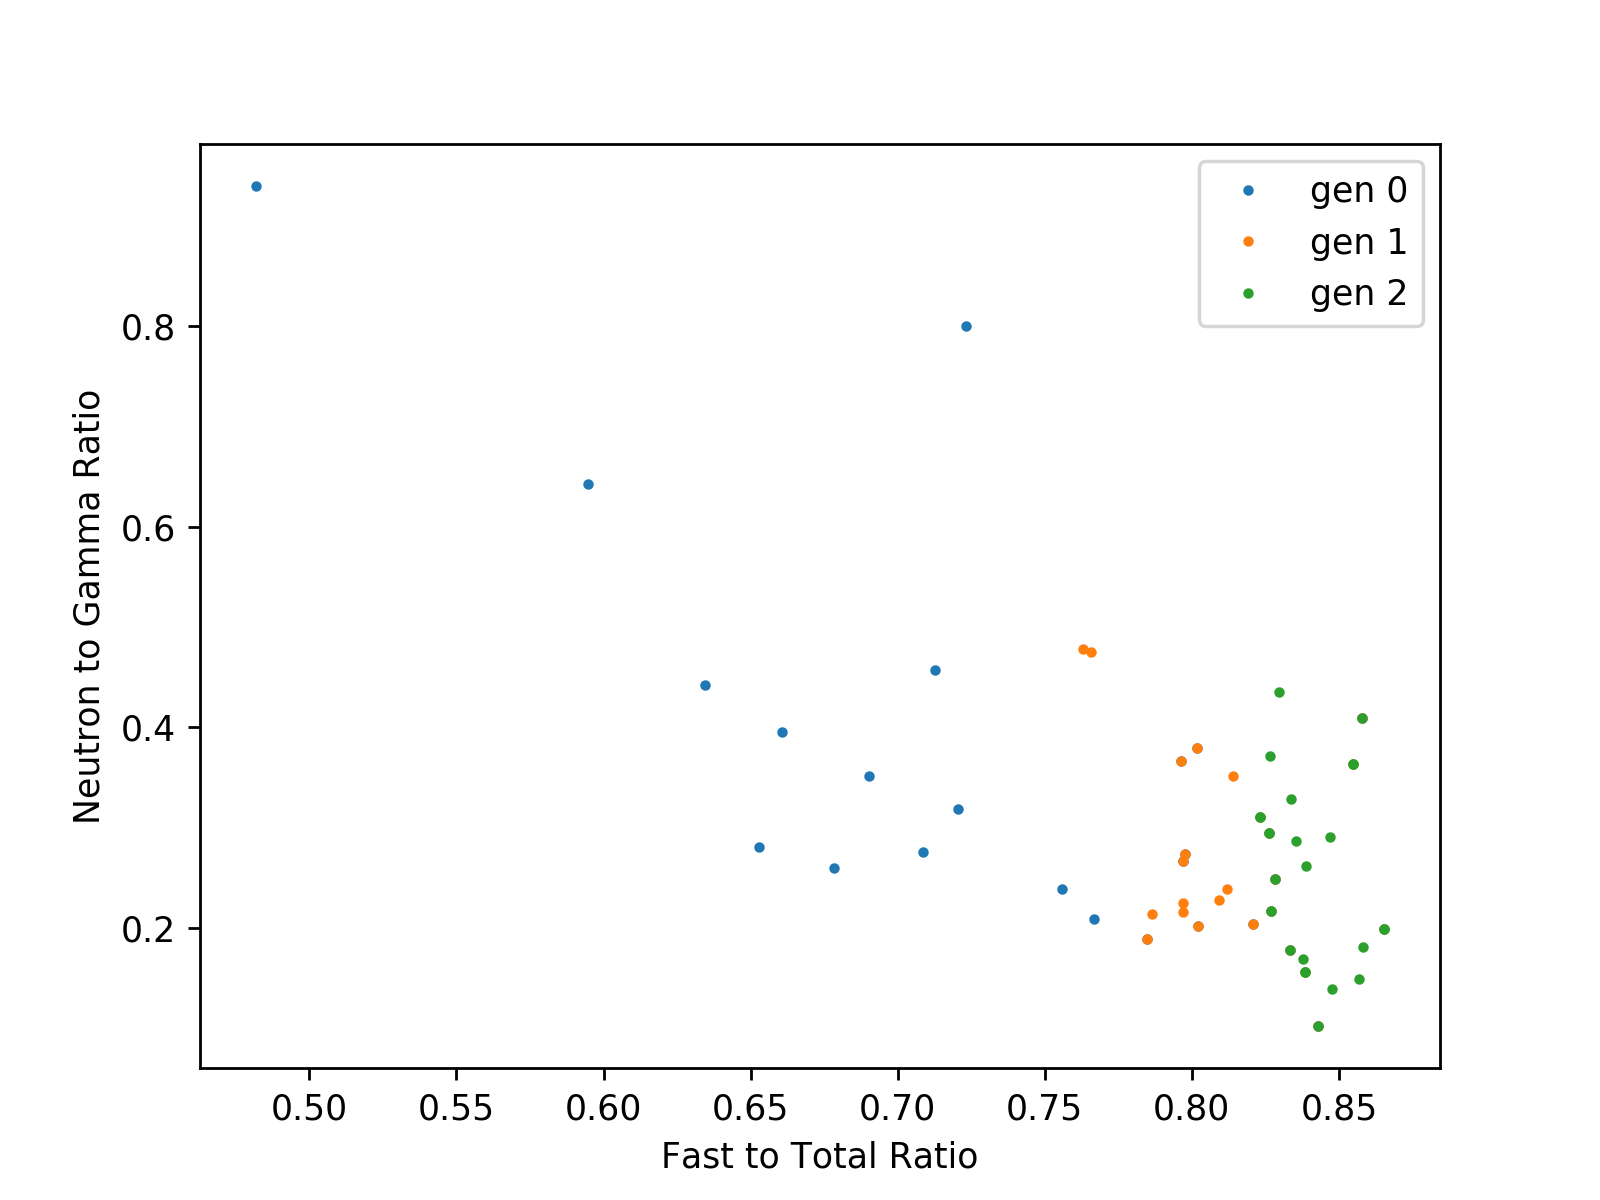 gen 0
gen 1
gen 2
0.8
0.6
0.4
0.2
Neutron to Gamma Ratio
0.50 0.55 0.60 0.65 0.70 0.75 0.80 0.85
Fast to Total Ratio